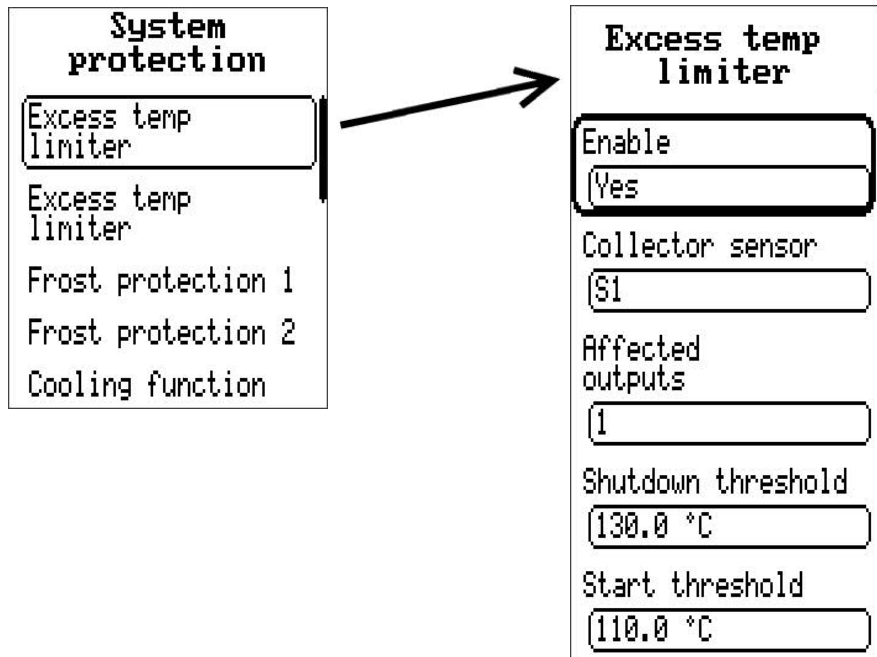 System
protection
Excess temp
limiter
Excess temp
limiter
Frost protection 1
Frost protection 2
Cooling function
Excess temp
limiter
Enable
Yes
Collector sensor
S1
Affected
outputs
1
Shutdown threshold
130.0 °C
Start threshold
110.0 °C